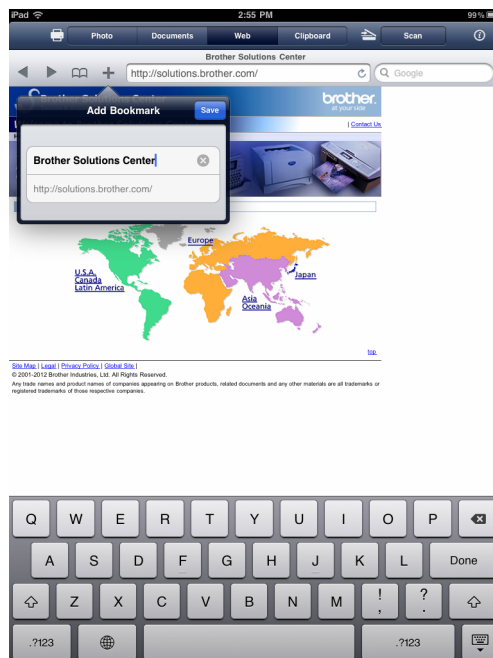 iPad 2:55 PM 99%
Photo Documents Web Clipboard Scan i
Brother Solutions Center
http://solutions.brother.com/ Google
brother.
at your side
Add Bookmark Save
| Contact Us
Brother Solutions Center
http://solutions.brother.com/
Europe
U.S.A.
Canada
Latin America
Japan
Asia
Oceania
top
Site Map | Legal | Privacy Policy | Global Site |
© 2001-2012 Brother Industries, Ltd. All Rights Reserved.
Any trade names and product names of companies appearing on Brother products, related documents and any other materials are all trademarks or
registered trademarks of those respective companies.
Q W E R T Y U I O P
A S D F G H J K L Done
Z X C V B N M ! , ? .
.?123 .?123